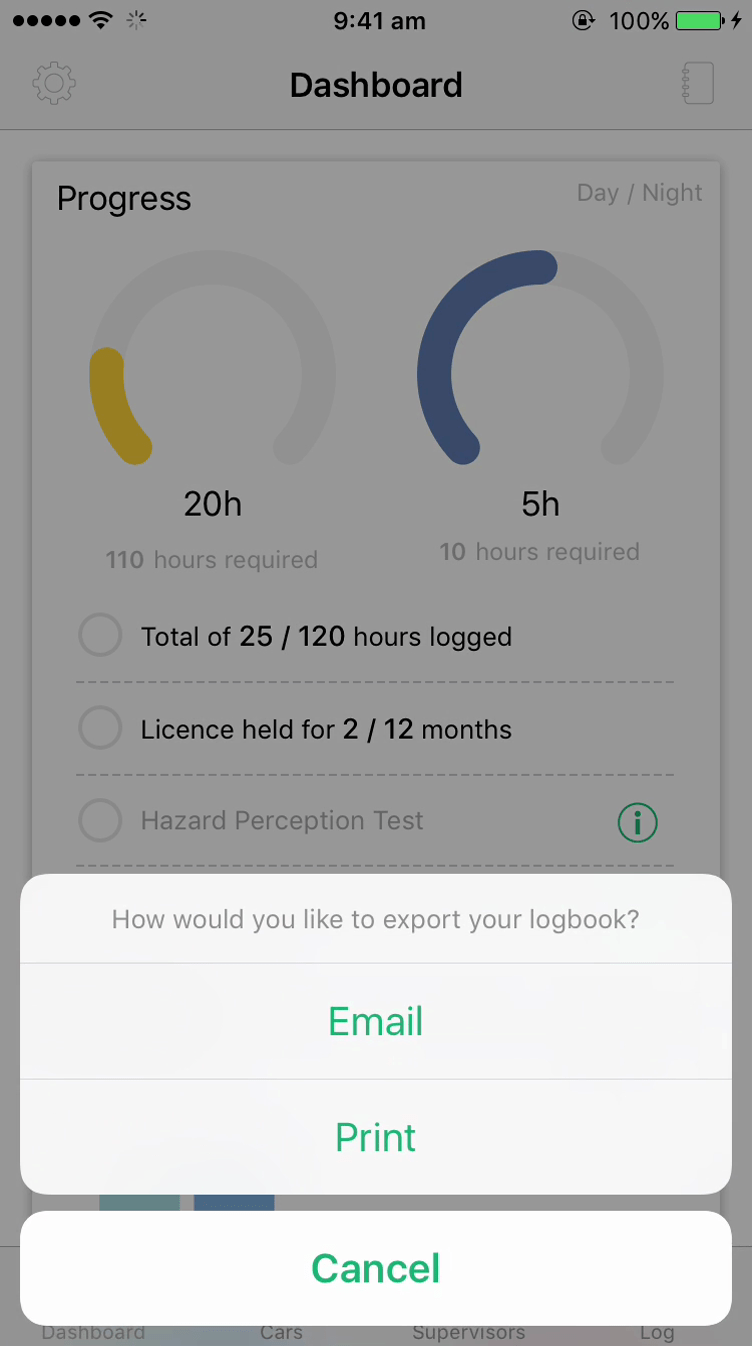 9:41 am
100%
Dashboard
Progress
Day / Night
20h
5h
110 hours required
10 hours required
Total of 25 / 120 hours logged
Licence held for 2 / 12 months
Hazard Perception Test
i
How would you like to export your logbook?
Email
Print
Cancel
Dashboard
Cars
Supervisors
Log